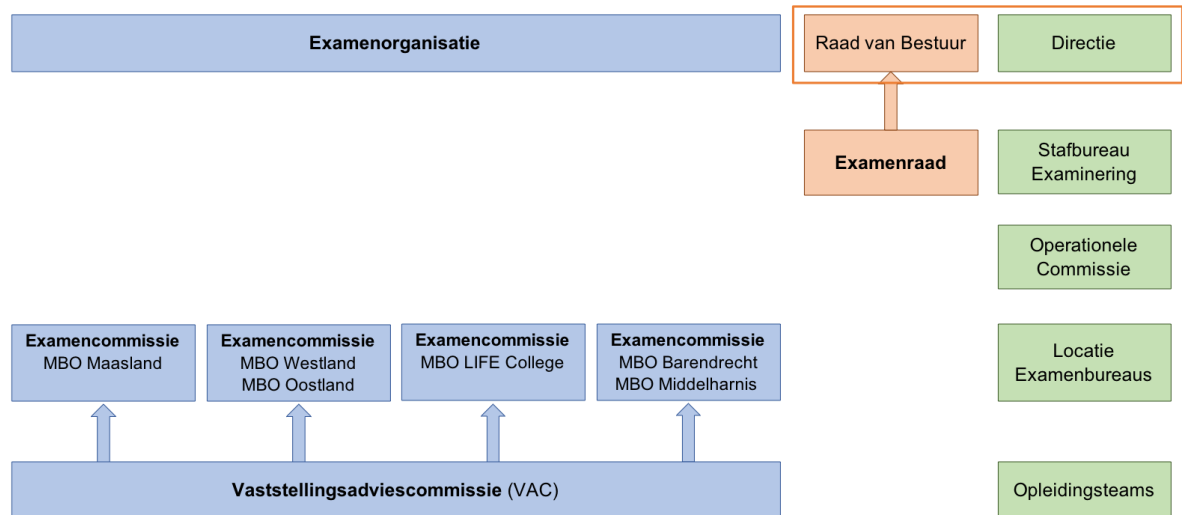 Examenorganisatie
Raad van Bestuur
Directie
Examenraad
Stafbureau
Examinering
Operationele
Commissie
Examencommissie
MBO Maasland
Examencommissie
MBO Westland
MBO Oostland
Examencommissie
MBO LIFE College
Examencommissie
MBO Barendrecht
MBO Middelharnis
Locatie
Examenbureaus
Vaststellingsadviescommissie (VAC)
Opleidingsteams